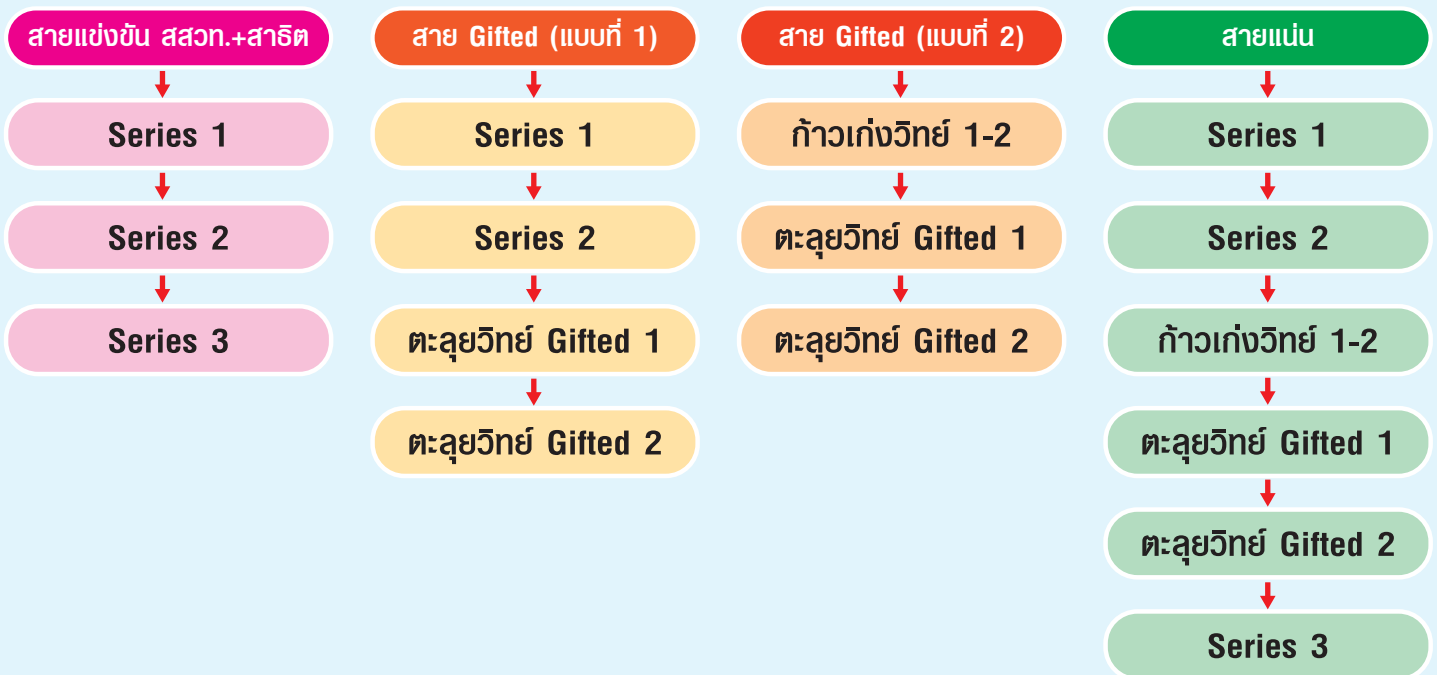 สายแข่งขัน สสวท.+สาธิต
Series 1
Series 2
Series 3
สาย Gifted (แบบที่ 1)
Series 1
Series 2
ตะลุยวิทย์ Gifted 1
ตะลุยวิทย์ Gifted 2
สาย Gifted (แบบที่ 2)
ก้าวเก่งวิทย์ 1-2
ตะลุยวิทย์ Gifted 1
ตะลุยวิทย์ Gifted 2
สายแน่น
Series 1
Series 2
ก้าวเก่งวิทย์ 1-2
ตะลุยวิทย์ Gifted 1
ตะลุยวิทย์ Gifted 2
Series 3